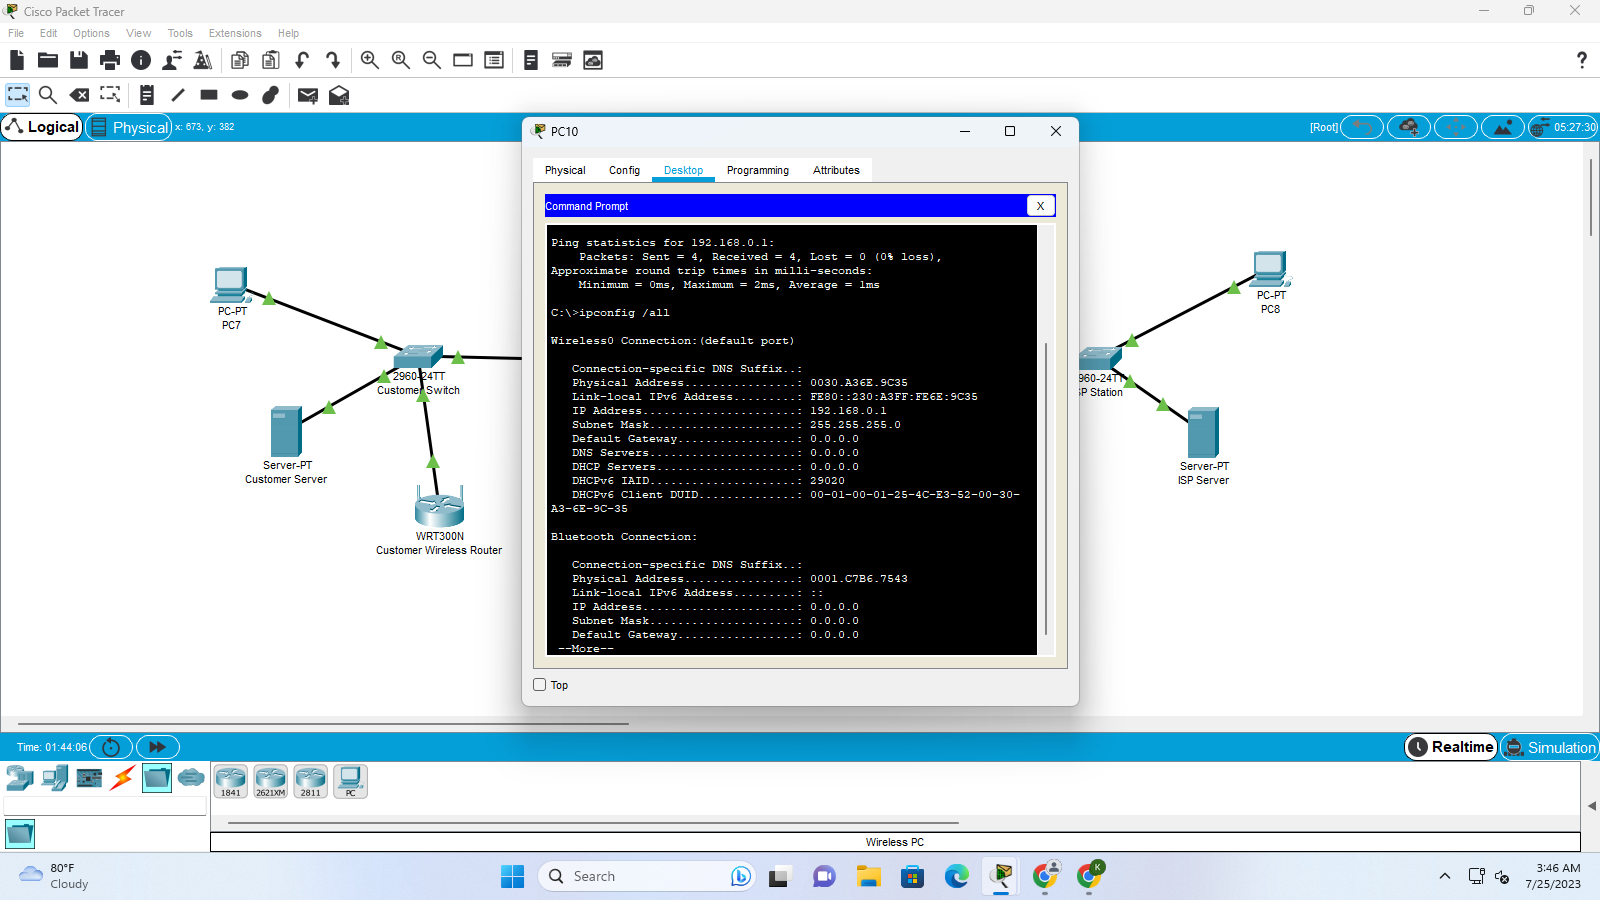 Cisco Packet Tracer
File Edit Options View Tools Extensions Help
Logical
Physical
x: 673, y: 382
[Root]
05:27:30
PC10
Physical Config Desktop Programming Attributes
Command Prompt
X
Ping statistics for 192.168.0.1:
Packets: Sent = 4, Received = 4, Lost = 0 (0% loss),
Approximate round trip times in milli-seconds:
Minimum = 0ms, Maximum = 2ms, Average = 1ms
C:\>ipconfig /all
Wireless0 Connection:(default port)
Connection-specific DNS Suffix..:
Physical Address................: 0030.A36E.9C35
Link-local IPv6 Address.........: FE80::230:A3FF:FE6E:9C35
IP Address......................: 192.168.0.1
Subnet Mask.....................: 255.255.255.0
Default Gateway.................: 0.0.0.0
DNS Servers.....................: 0.0.0.0
DHCP Servers....................: 0.0.0.0
DHCPv6 IAID.....................: 29020
DHCPv6 Client DUID..............: 00-01-00-01-25-4C-E3-52-00-30-
A3-6E-9C-35
Bluetooth Connection:
Connection-specific DNS Suffix..:
Physical Address................: 0001.C7B6.7543
Link-local IPv6 Address.........: ::
IP Address......................: 0.0.0.0
Subnet Mask.....................: 0.0.0.0
Default Gateway.................: 0.0.0.0
--More--
Top
PC-PT
PC7
2960-24TT
Customer Switch
Server-PT
Customer Server
WRT300N
Customer Wireless Router
PC-PT
PC8
960-24TT
SP Station
Server-PT
ISP Server
Time: 01:44:06
Realtime
Simulation
1841
2621XM
2811
PC
Wireless PC
80°F
Cloudy
Search
K
3:46 AM
7/25/2023